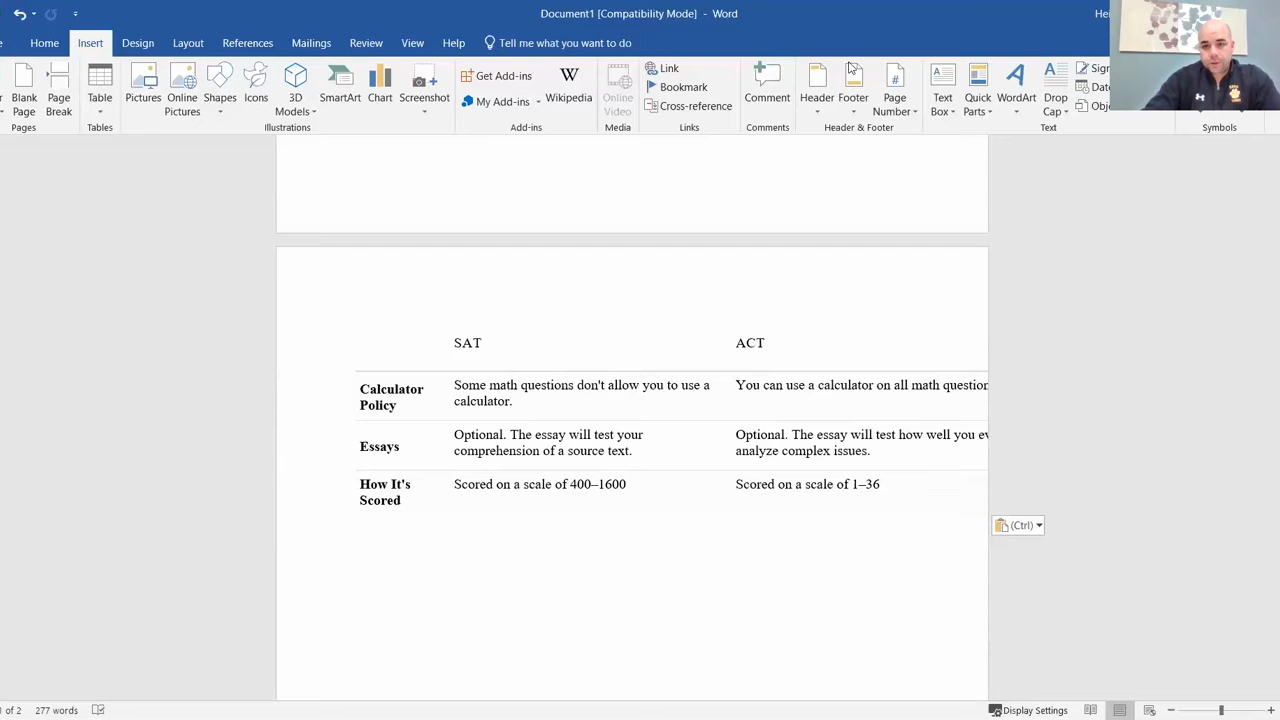 Document1 [Compatibility Mode] - Word
Home Insert Design Layout References Mailings Review View Help Tell me what you want to do
Blank Page
Page Break
Table
Pictures
Online Pictures
Shapes
Icons
3D Models
SmartArt
Chart
Screenshot
Get Add-ins
My Add-ins
Wikipedia
Online Video
Link
Bookmark
Cross-reference
Comment
Header
Footer
Page Number
Text Box
Quick Parts
WordArt
Drop Cap
Pages Tables Illustrations Add-ins Media Links Comments Header & Footer Text Symbols
SAT ACT
Calculator Policy
Some math questions don't allow you to use a
calculator.
You can use a calculator on all math question
Essays
Optional. The essay will test your
comprehension of a source text.
Optional. The essay will test how well you ev
analyze complex issues.
How It's Scored
Scored on a scale of 400–1600
Scored on a scale of 1–36
(Ctrl)
of 2 277 words
Display Settings